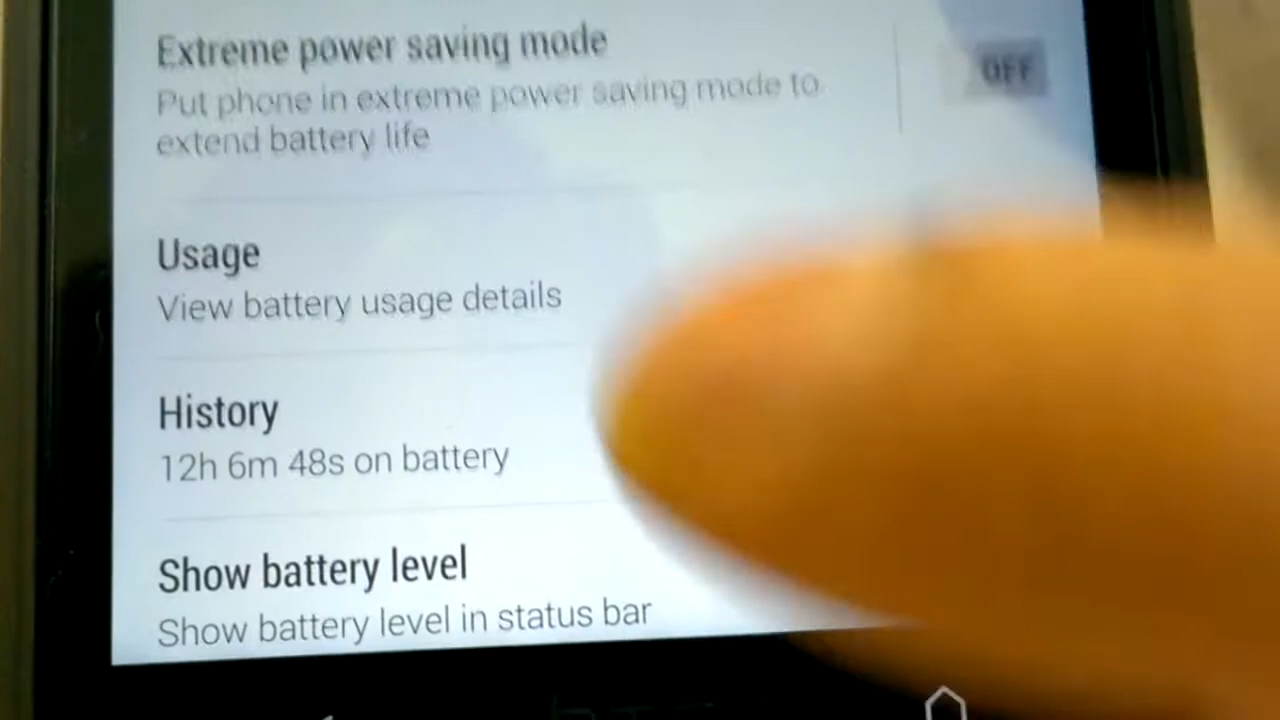 Extreme power saving mode
Put phone in extreme power saving mode to
extend battery life
OFF
Usage
View battery usage details
History
12h 6m 48s on battery
Show battery level
Show battery level in status bar